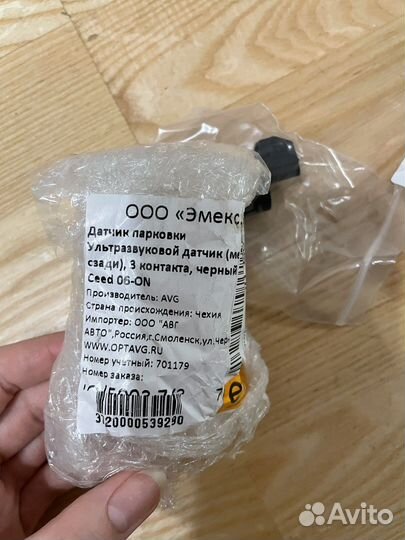 ООО «Эмекс
Датчик парковки
Ультразвуковой датчик
сзади), 3 контакта, черный
Ceed 06-ON
Производитель: AVG
Страна происхождения: Чехия
Импортер: ООО "АВГ
АВТО",Россия,г.Смоленск,ул.
WWW.OPTAVG.RU
Номер учетный: 701179
Номер заказа:
e
3120000539290
Avito